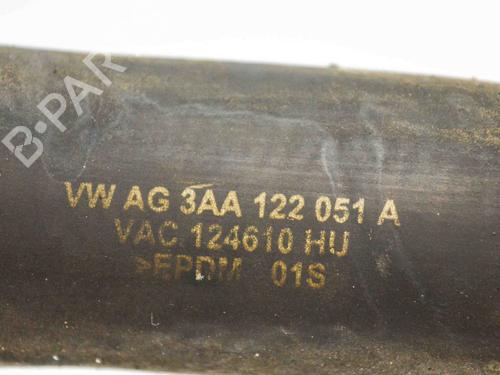 B-PAR
VW AG 3AA 122 051 A
VAC 124610 HU
>EPDM 01S